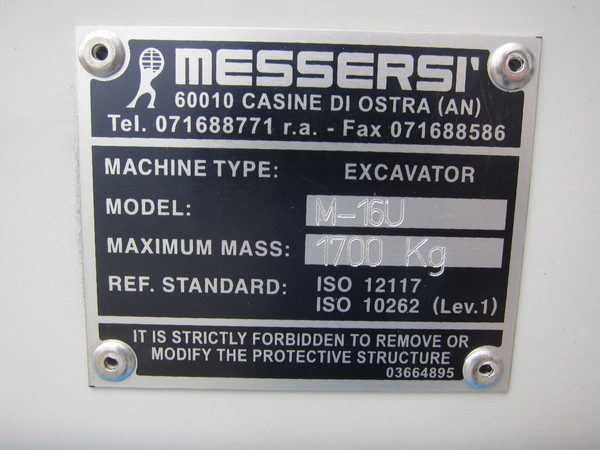 MESSERSI'
60010 CASINE DI OSTRA (AN)
Tel. 071688771 r.a. - Fax 071688586
MACHINE TYPE: EXCAVATOR
MODEL: M-16U
MAXIMUM MASS: 1700 Kg
REF. STANDARD: ISO 12117
ISO 10262 (Lev.1)
IT IS STRICTLY FORBIDDEN TO REMOVE OR
MODIFY THE PROTECTIVE STRUCTURE
03664895